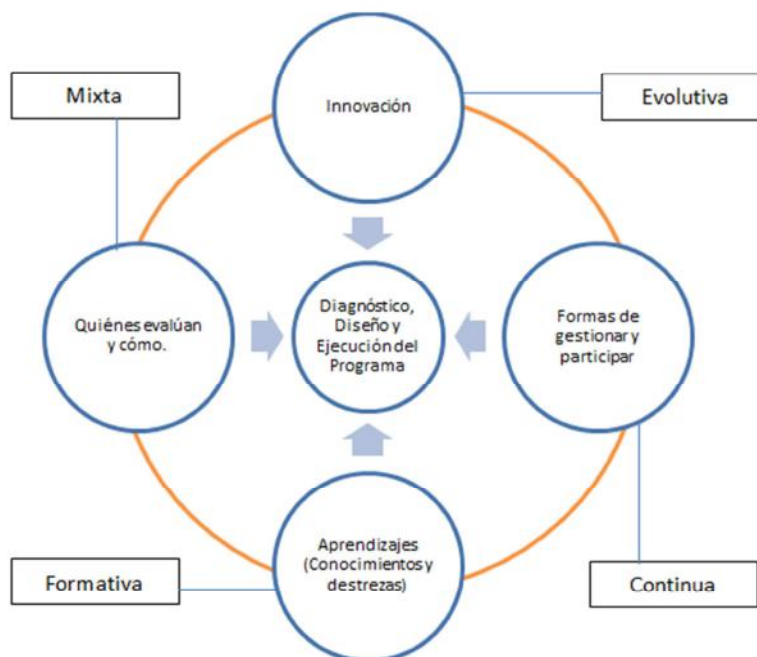 Mixta
Innovación
Evolutiva
Quiénes evalúan
y cómo.
Diagnóstico,
Diseño y
Ejecución del
Programa
Formas de
gestionar y
participar
Aprendizajes
(Conocimientos y
destrezas)
Formativa
Continua